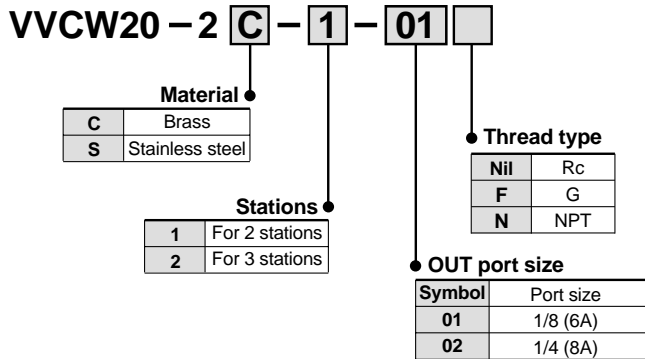 VVCW20 – 2 C – 1 – 01
Material
C Brass
S Stainless steel
Stations
1 For 2 stations
2 For 3 stations
Thread type
Nil Rc
F G
N NPT
OUT port size
Symbol Port size
01 1/8 (6A)
02 1/4 (8A)